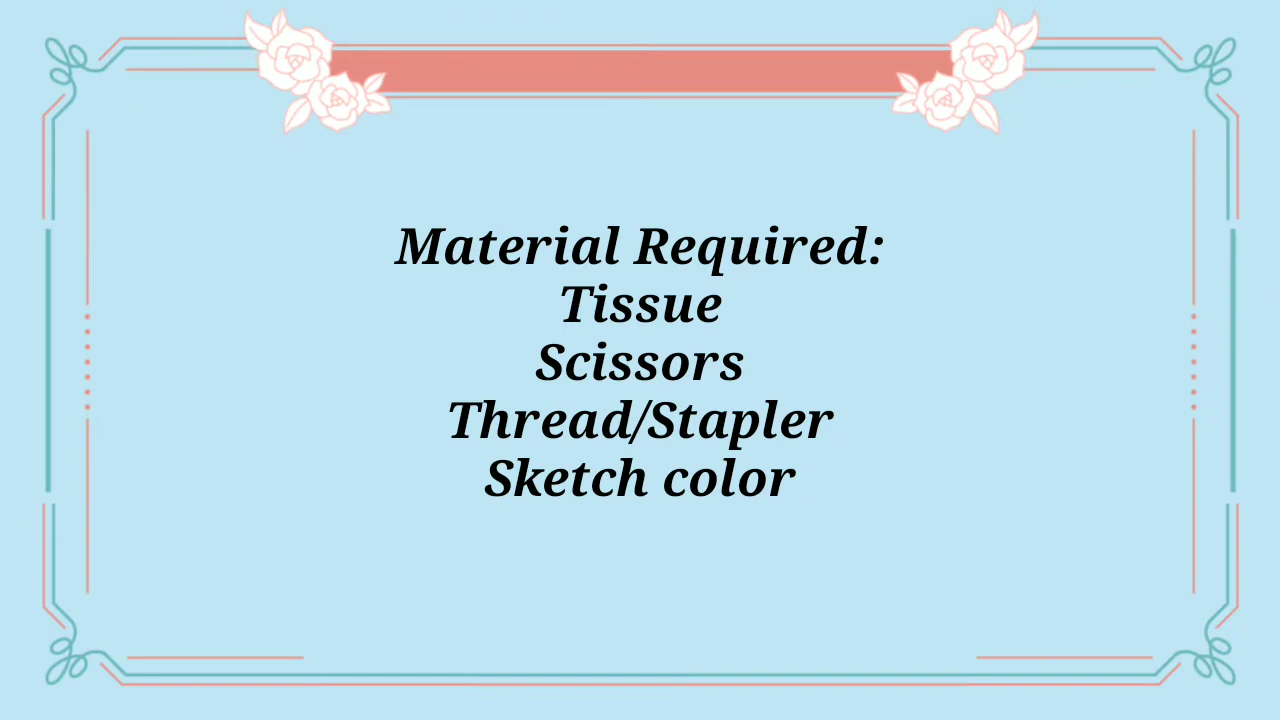 Material Required:
Tissue
Scissors
Thread/Stapler
Sketch color